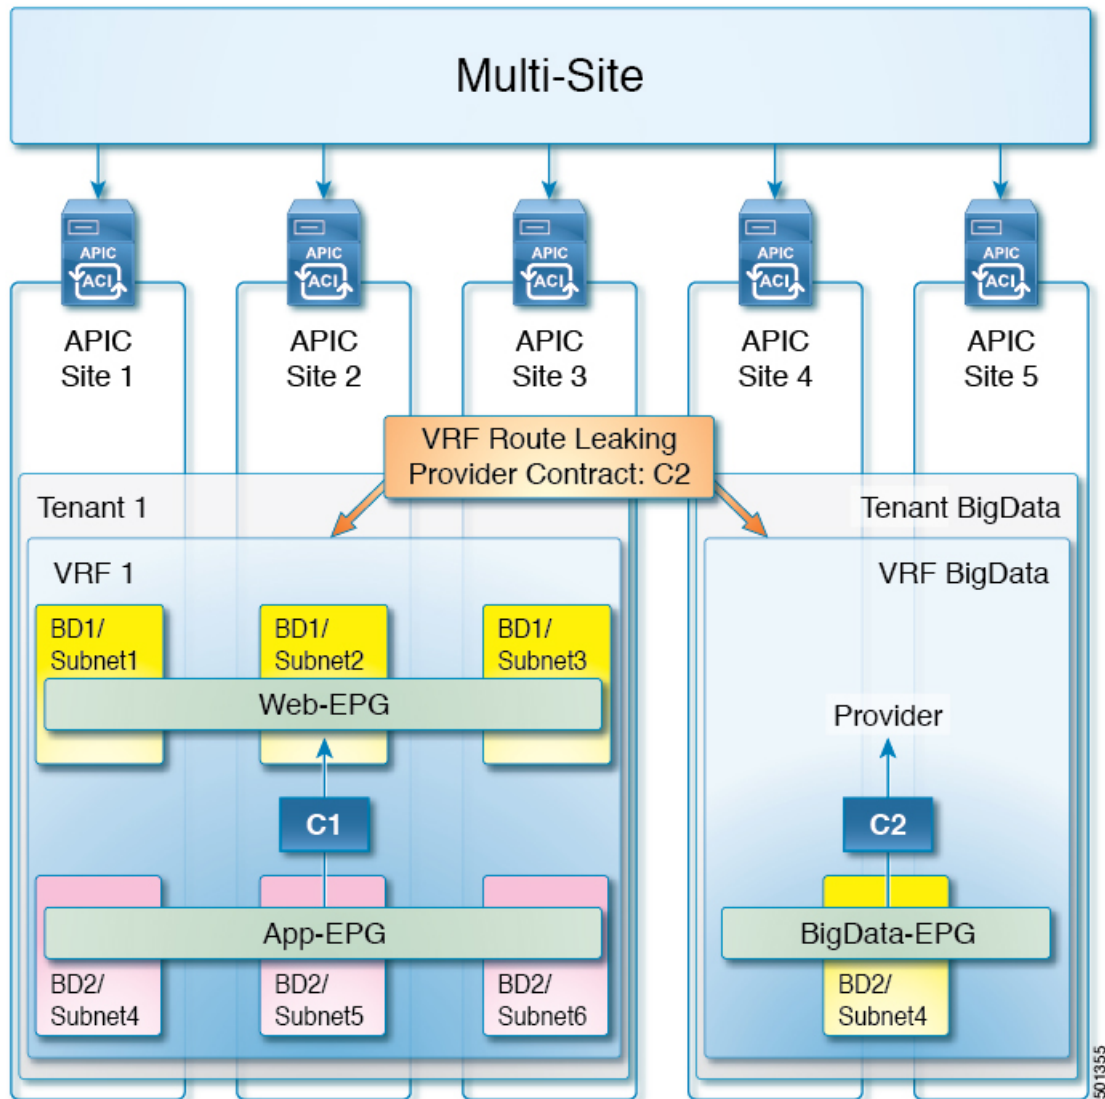 Multi-Site
APIC
ACI
APIC
ACI
APIC
ACI
APIC
ACI
APIC
ACI
APIC
Site 1
APIC
Site 2
APIC
Site 3
APIC
Site 4
APIC
Site 5
VRF Route Leaking
Provider Contract: C2
Tenant 1
VRF 1
BD1/
Subnet1
BD1/
Subnet2
BD1/
Subnet3
Web-EPG
C1
App-EPG
BD2/
Subnet4
BD2/
Subnet5
BD2/
Subnet6
Tenant BigData
VRF BigData
Provider
C2
BigData-EPG
BD2/
Subnet4
501355